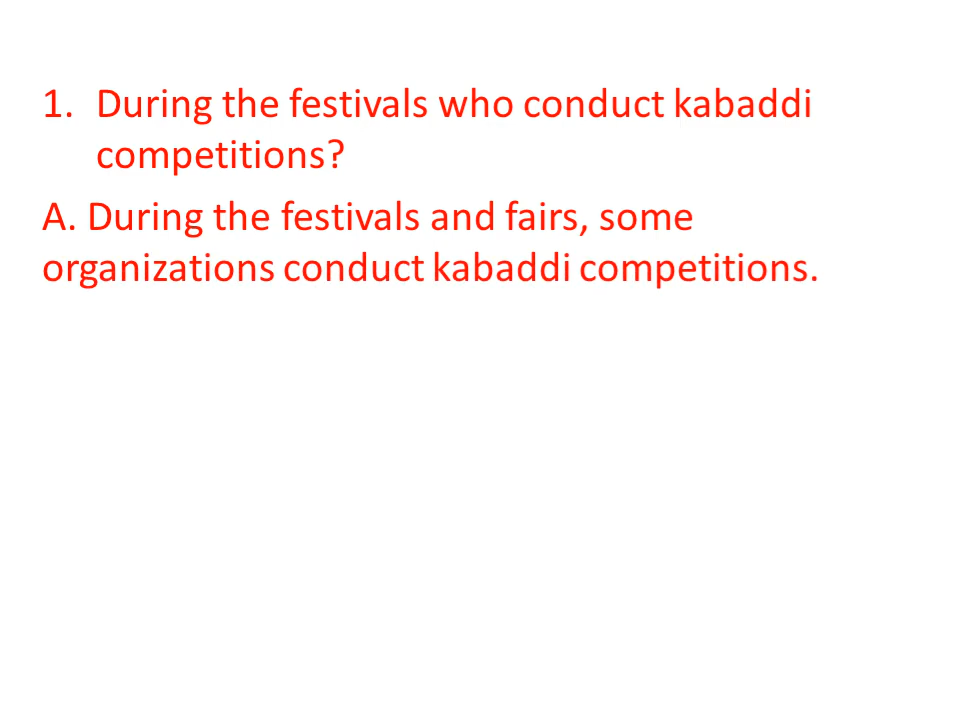 1. During the festivals who conduct kabaddi
competitions?
A. During the festivals and fairs, some
organizations conduct kabaddi competitions.